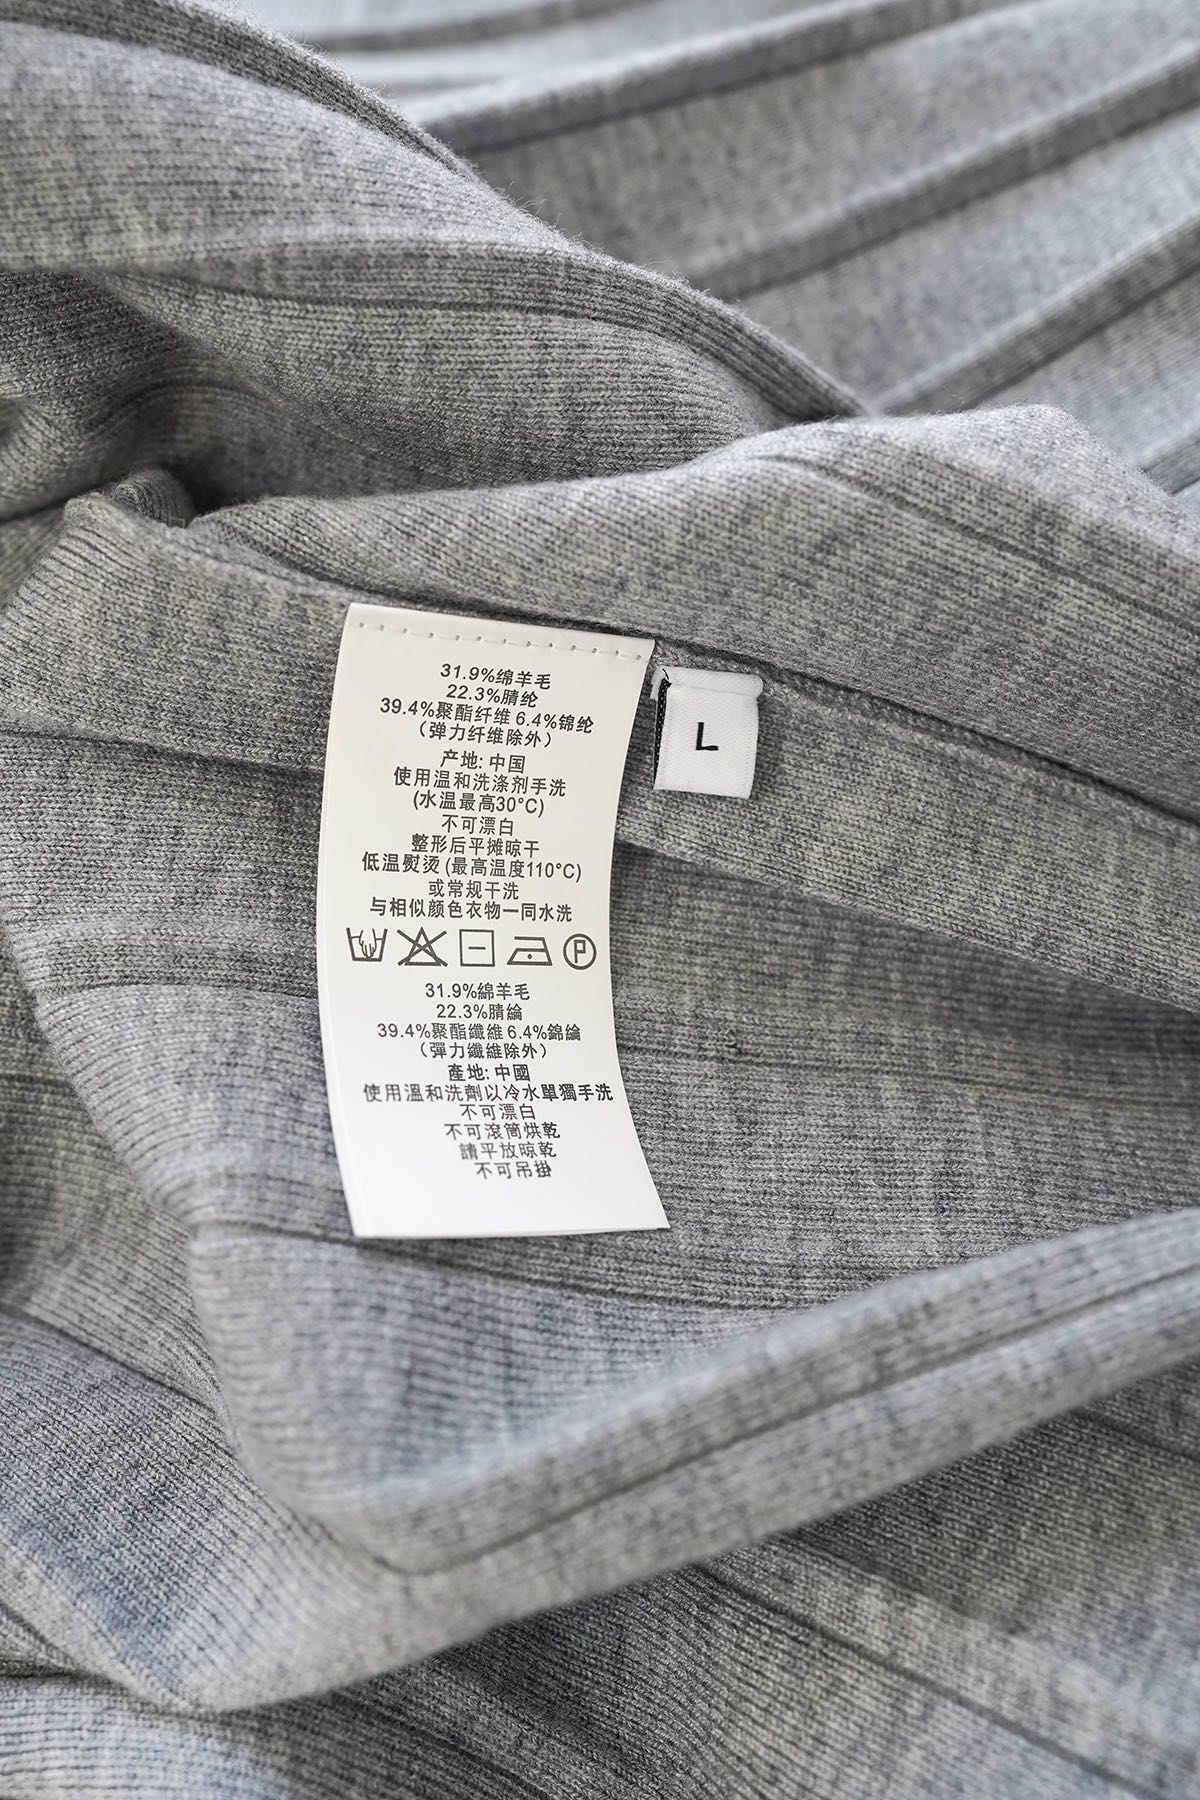 31.9%绵羊毛
22.3%腈纶
39.4%聚酯纤维 6.4%锦纶
(弹力纤维除外)
产地: 中国
使用温和洗涤剂手洗
(水温最高30°C)
不可漂白
整形后平摊晾干
低温熨烫 (最高温度110°C)
或常规干洗
与相似颜色衣物一同水洗
P
31.9%綿羊毛
22.3%腈綸
39.4%聚酯纖維 6.4%錦綸
(彈力纖維除外)
產地: 中國
使用溫和洗劑以冷水單獨手洗
不可漂白
不可滾筒烘乾
請平放晾乾
不可吊掛
L